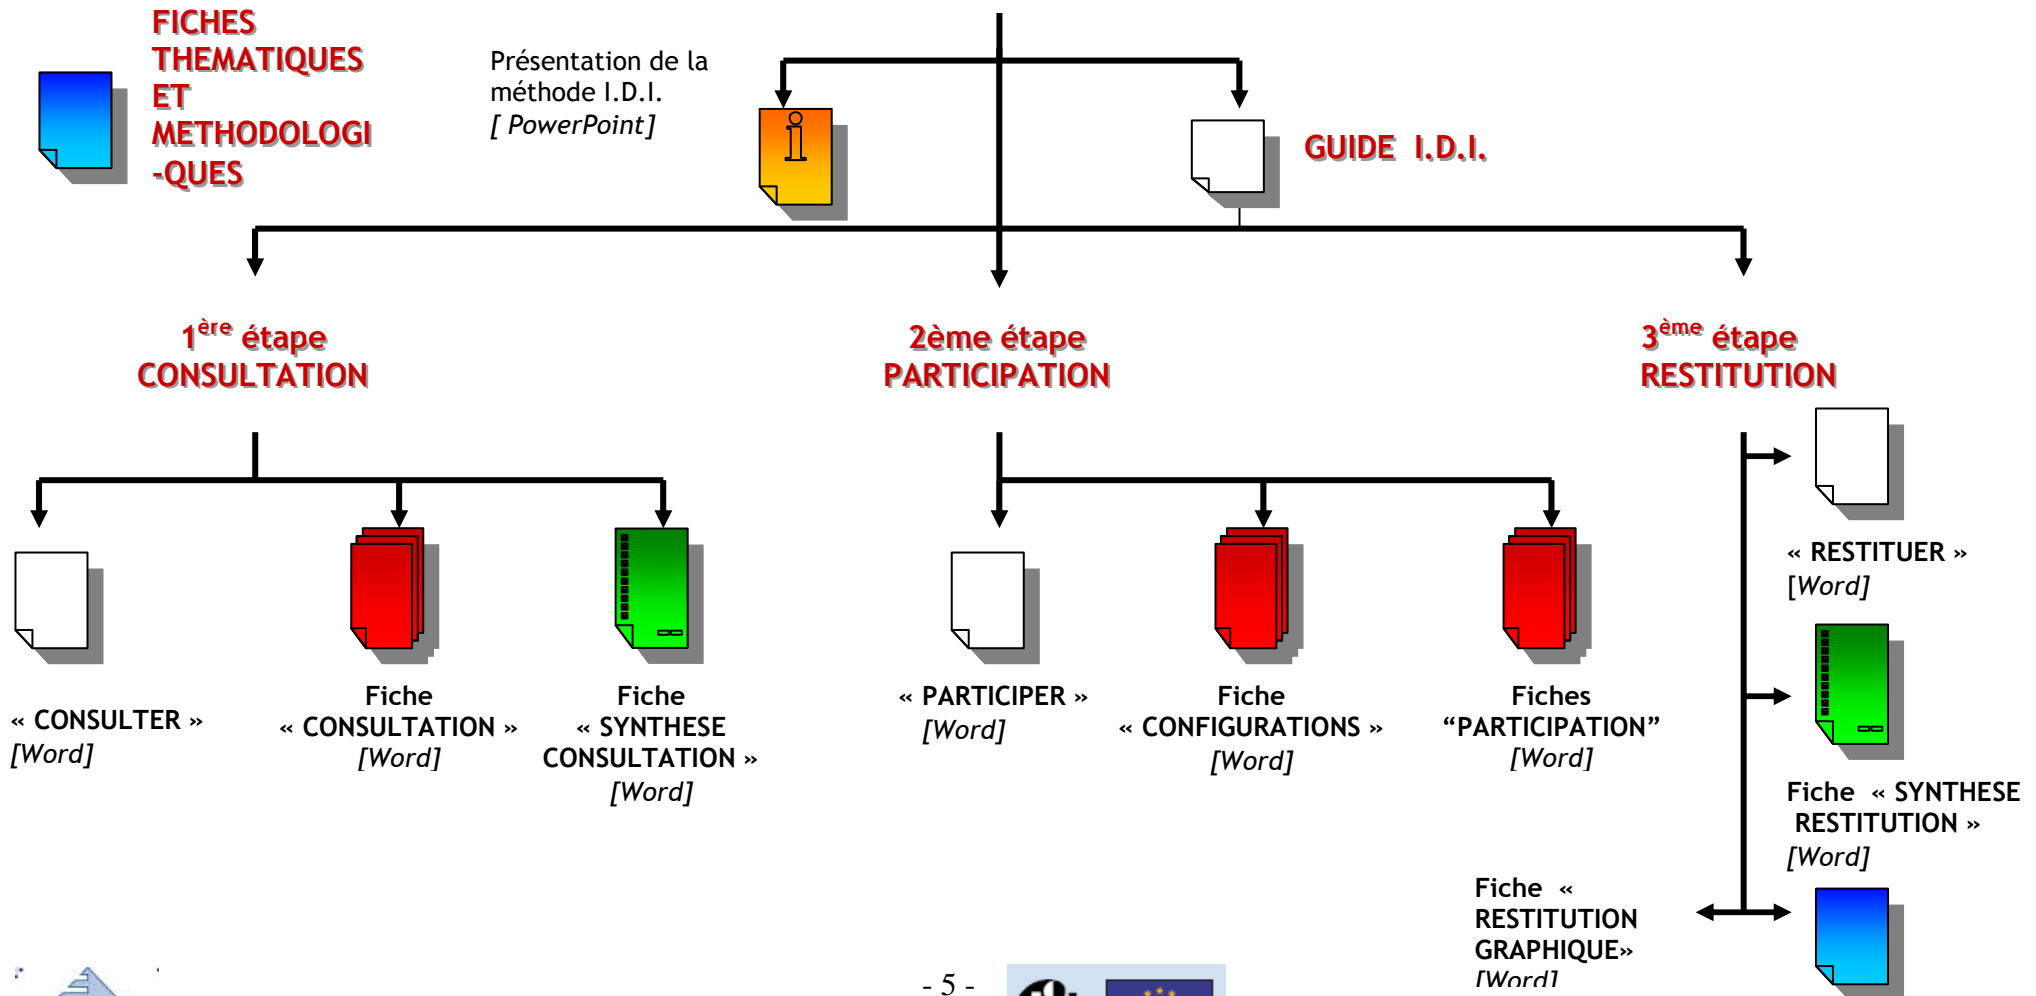 FICHES
THEMATIQUES
ET
METHODOLOGI
-QUES
Présentation de la
méthode I.D.I.
[ PowerPoint]
i
GUIDE I.D.I.
1ère étape
CONSULTATION
2ème étape
PARTICIPATION
3ème étape
RESTITUTION
« CONSULTER »
[Word]
Fiche
« CONSULTATION »
[Word]
Fiche
« SYNTHESE
CONSULTATION »
[Word]
« PARTICIPER »
[Word]
Fiche
« CONFIGURATIONS »
[Word]
Fiches
“PARTICIPATION”
[Word]
« RESTITUER »
[Word]
Fiche « SYNTHESE
RESTITUTION »
[Word]
Fiche «
RESTITUTION
GRAPHIQUE»
[Word]
- 5 -